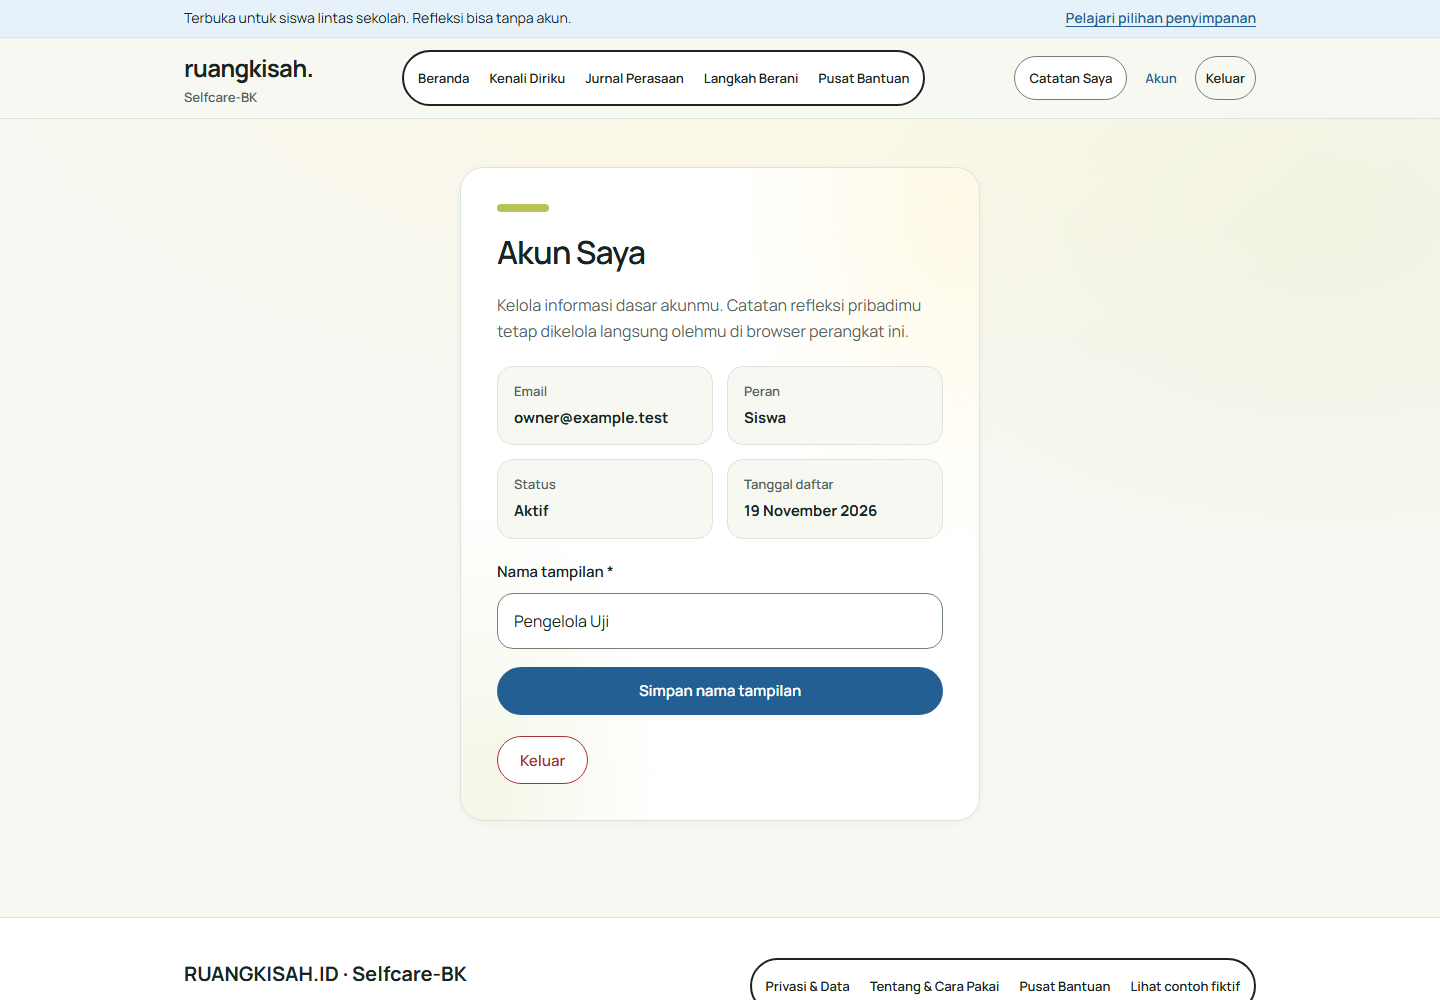 Terbuka untuk siswa lintas sekolah. Refleksi bisa tanpa akun.
Pelajari pilihan penyimpanan
ruangkisah.
Selfcare-BK
Beranda
Kenali Diriku
Jurnal Perasaan
Langkah Berani
Pusat Bantuan
Catatan Saya
Akun
Keluar
Akun Saya
Kelola informasi dasar akunmu. Catatan refleksi pribadimu
tetap dikelola langsung olehmu di browser perangkat ini.
Email
owner@example.test
Peran
Siswa
Status
Aktif
Tanggal daftar
19 November 2026
Nama tampilan *
Pengelola Uji
Simpan nama tampilan
Keluar
RUANGKISAH.ID · Selfcare-BK
Privasi & Data
Tentang & Cara Pakai
Pusat Bantuan
Lihat contoh fiktif